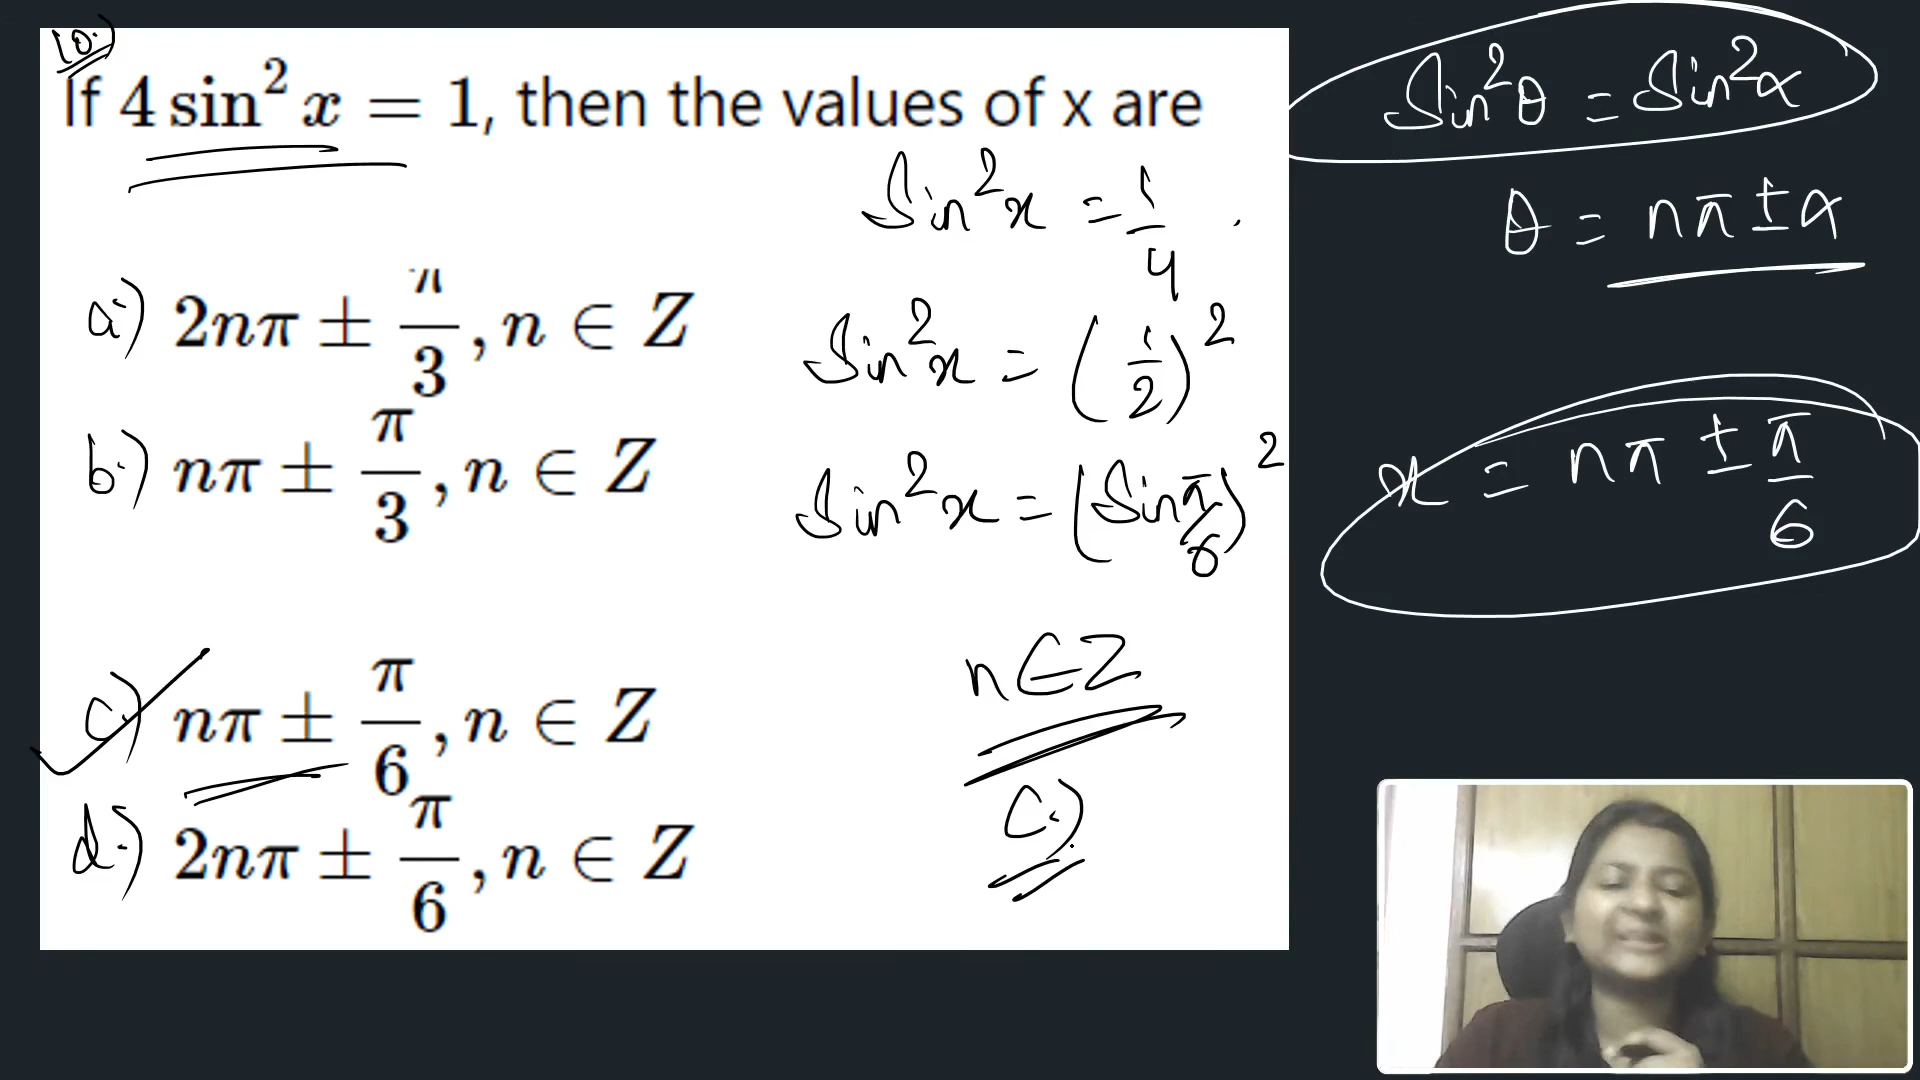 10.)
If 4 sin² x = 1, then the values of x are
a.) 2nπ ± π/3, n ∈ Z
b.) nπ ± π/3, n ∈ Z
c.) nπ ± π/6, n ∈ Z
d.) 2nπ ± π/6, n ∈ Z
Sin²x = 1/4
Sin²x = (1/2)²
Sin²x = (Sin π/6)²
n∈Z
C.)
Sin²θ = Sin²α
θ = nπ ± α
x = nπ ± π/6